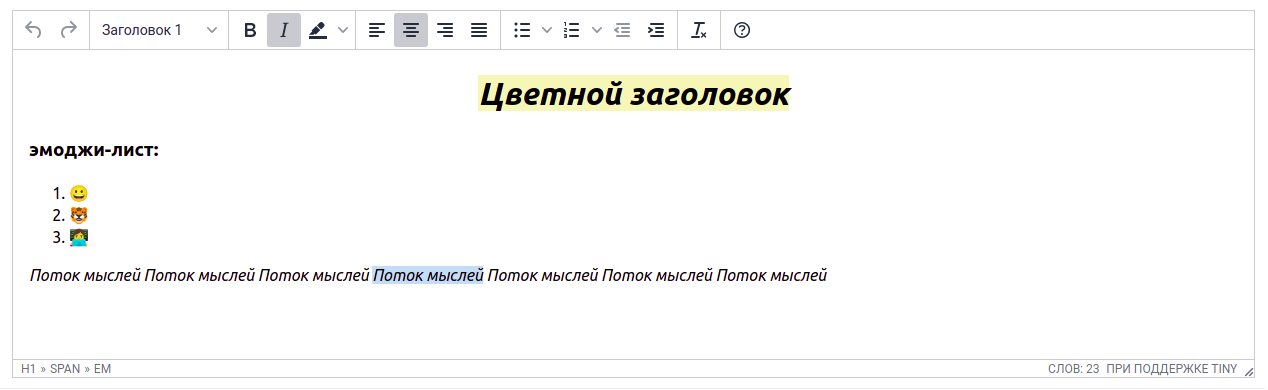 Заголовок 1 B I
Цветной заголовок
эмоджи-лист:
1. 😀
2. 🐯
3. 👩‍💻
Поток мыслей Поток мыслей Поток мыслей Поток мыслей Поток мыслей Поток мыслей Поток мыслей
H1 » SPAN » EM СЛОВ: 23 ПРИ ПОДДЕРЖКЕ TINY